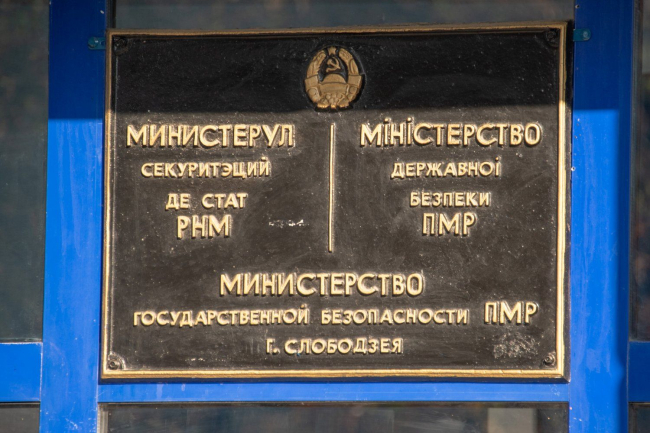 МИНИСТЕРУЛ
СЕКУРИТЭЦИЙ
ДЕ СТАТ
РНМ
МІНІСТЕРСТВО
ДЕРЖАВНОЇ
БЕЗПЕКИ
ПМР
МИНИСТЕРСТВО
ГОСУДАРСТВЕННОЙ БЕЗОПАСНОСТИ ПМР
Г. СЛОБОДЗЕЯ